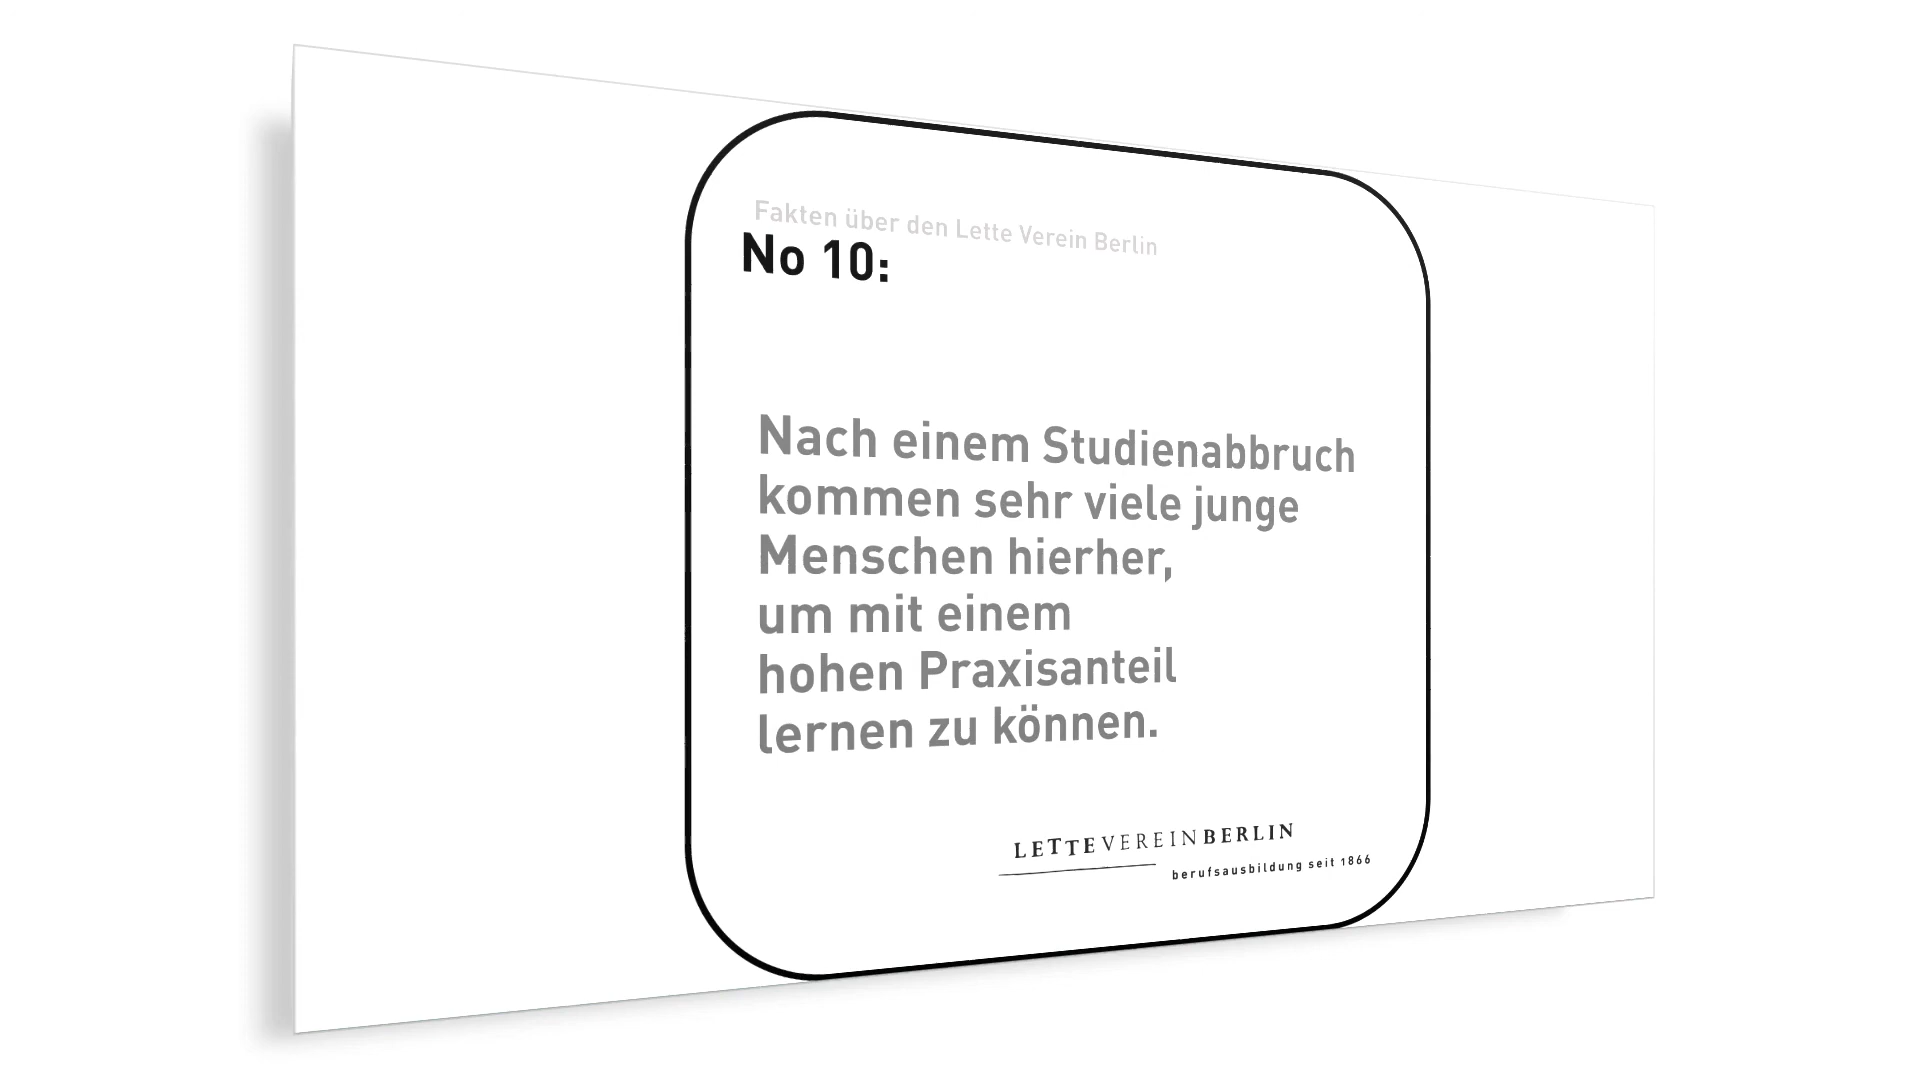 Fakten über den Lette Verein Berlin
No 10:
Nach einem Studienabbruch
kommen sehr viele junge
Menschen hierher,
um mit einem
hohen Praxisanteil
lernen zu können.
LETTEVEREINBERLIN
berufsausbildung seit 1866